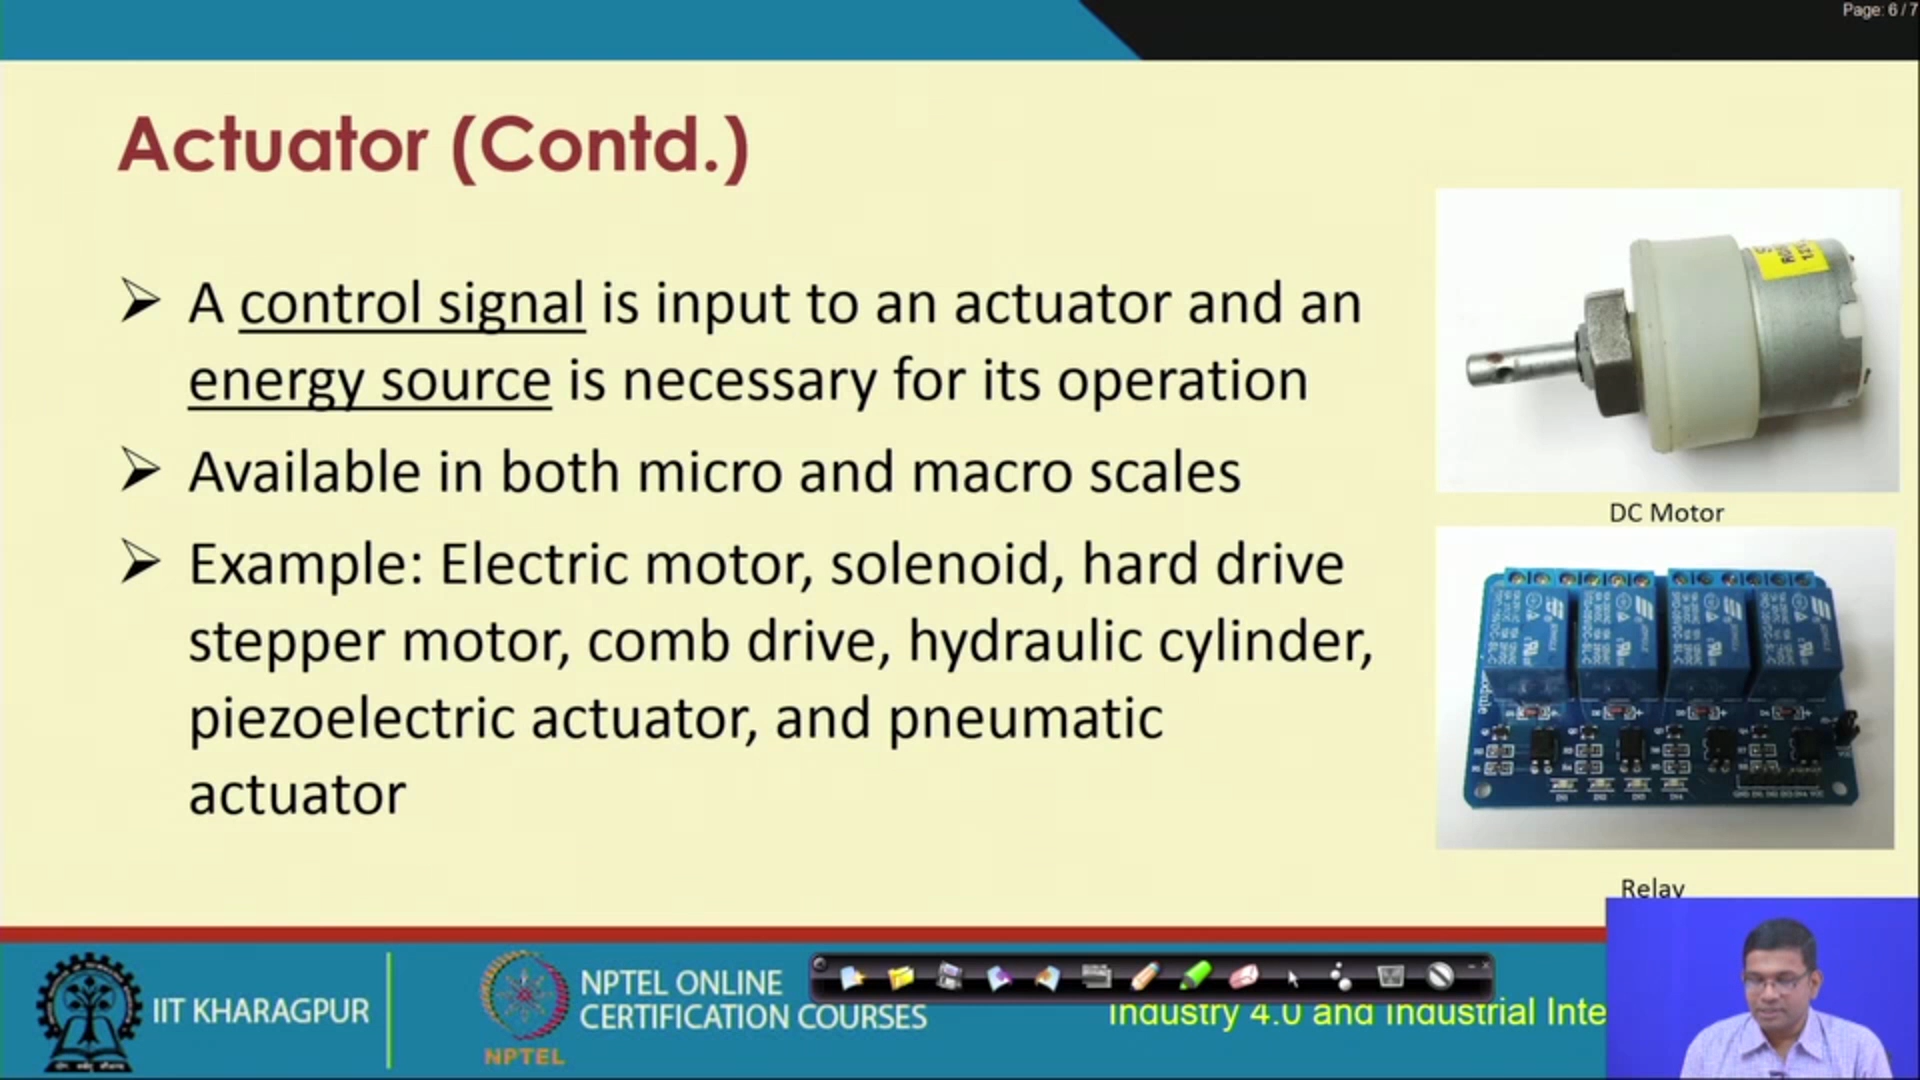 Page: 6 / 7
Actuator (Contd.)
A control signal is input to an actuator and an
energy source is necessary for its operation
Available in both micro and macro scales
Example: Electric motor, solenoid, hard drive
stepper motor, comb drive, hydraulic cylinder,
piezoelectric actuator, and pneumatic
actuator
DC Motor
Relay
IIT KHARAGPUR
NPTEL
NPTEL ONLINE
CERTIFICATION COURSES
Industry 4.0 and Industrial Inte